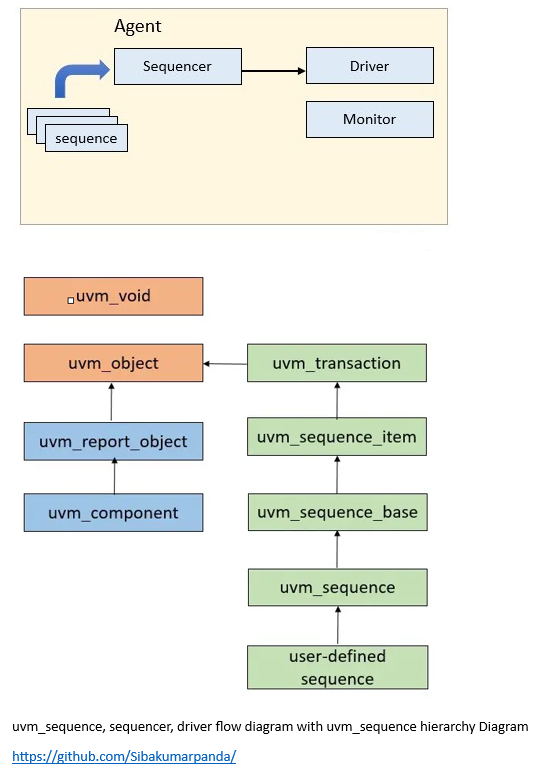 Agent
Sequencer
Driver
Monitor
sequence
uvm_void
uvm_object
uvm_transaction
uvm_report_object
uvm_sequence_item
uvm_component
uvm_sequence_base
uvm_sequence
user-defined
sequence
uvm_sequence, sequencer, driver flow diagram with uvm_sequence hierarchy Diagram
https://github.com/Sibakumarpanda/